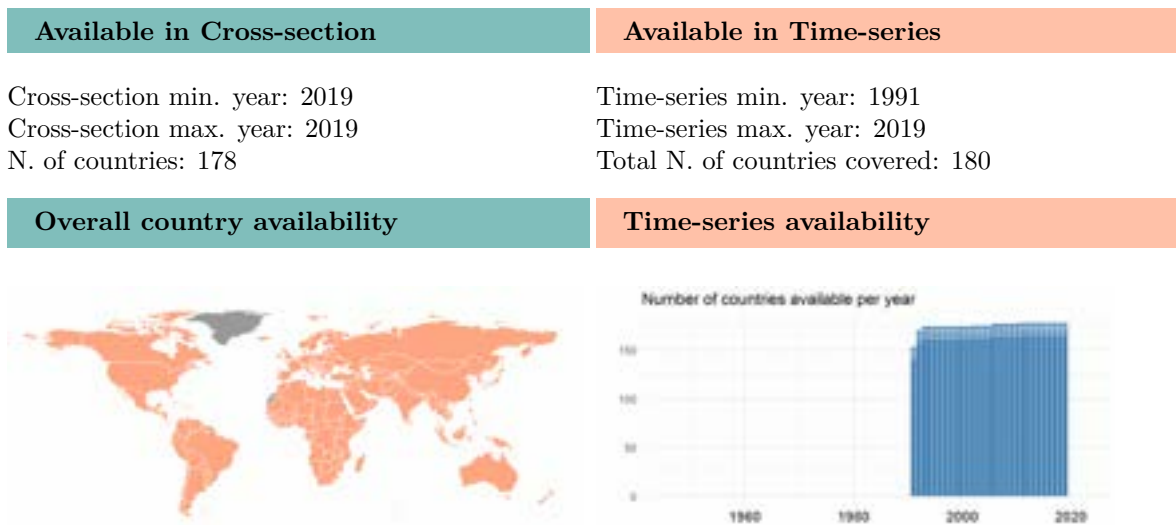 Available in Cross-section
Available in Time-series
Cross-section min. year: 2019
Cross-section max. year: 2019
N. of countries: 178
Time-series min. year: 1991
Time-series max. year: 2019
Total N. of countries covered: 180
Overall country availability
Time-series availability
Number of countries available per year
150
100
50
0
1960
1980
2000
2020